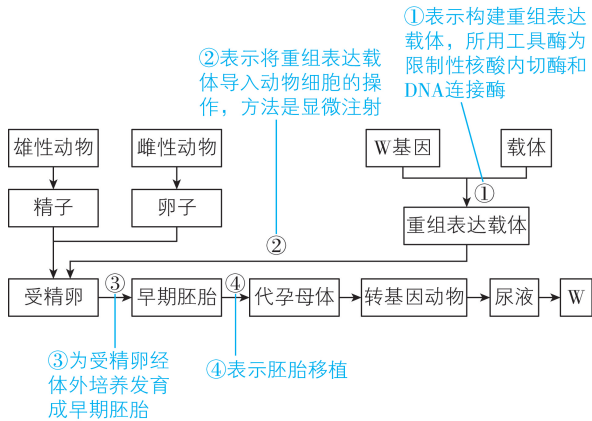 ①表示构建重组表达
载体，所用工具酶为
限制性核酸内切酶和
DNA连接酶
②表示将重组表达载
体导入动物细胞的操
作，方法是显微注射
雄性动物
雌性动物
W基因
载体
①
精子
卵子
重组表达载体
②
受精卵
③
早期胚胎
④
代孕母体
转基因动物
尿液
W
③为受精卵经
体外培养发育
成早期胚胎
④表示胚胎移植